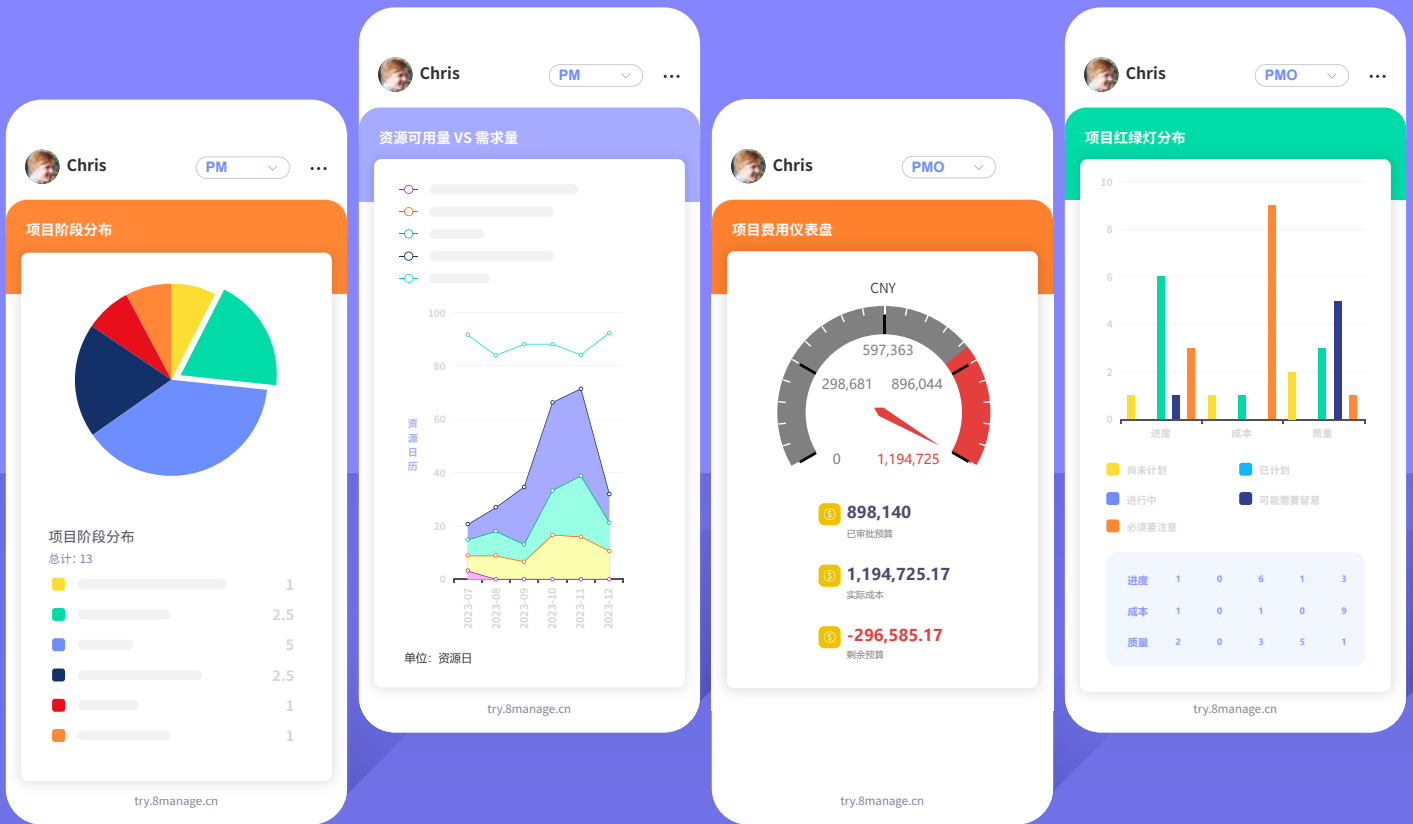 Chris
PM
项目阶段分布
项目阶段分布
总计: 13
1
2.5
5
2.5
1
1
try.8manage.cn
Chris
PM
资源可用量 VS 需求量
100
80
60
40
20
0
资源日历
2023-07
2023-08
2023-09
2023-10
2023-11
2023-12
单位: 资源日
try.8manage.cn
Chris
PMO
项目费用仪表盘
CNY
597,363
298,681 896,044
0 1,194,725
898,140
已审批预算
1,194,725.17
实际成本
-296,585.17
剩余预算
try.8manage.cn
Chris
PMO
项目红绿灯分布
10
8
6
4
2
0
进度 成本 质量
尚未计划 已计划
进行中 可能需要留意
必须要注意
进度 1 0 6 1 3
成本 1 0 1 0 9
质量 2 0 3 5 1
try.8manage.cn